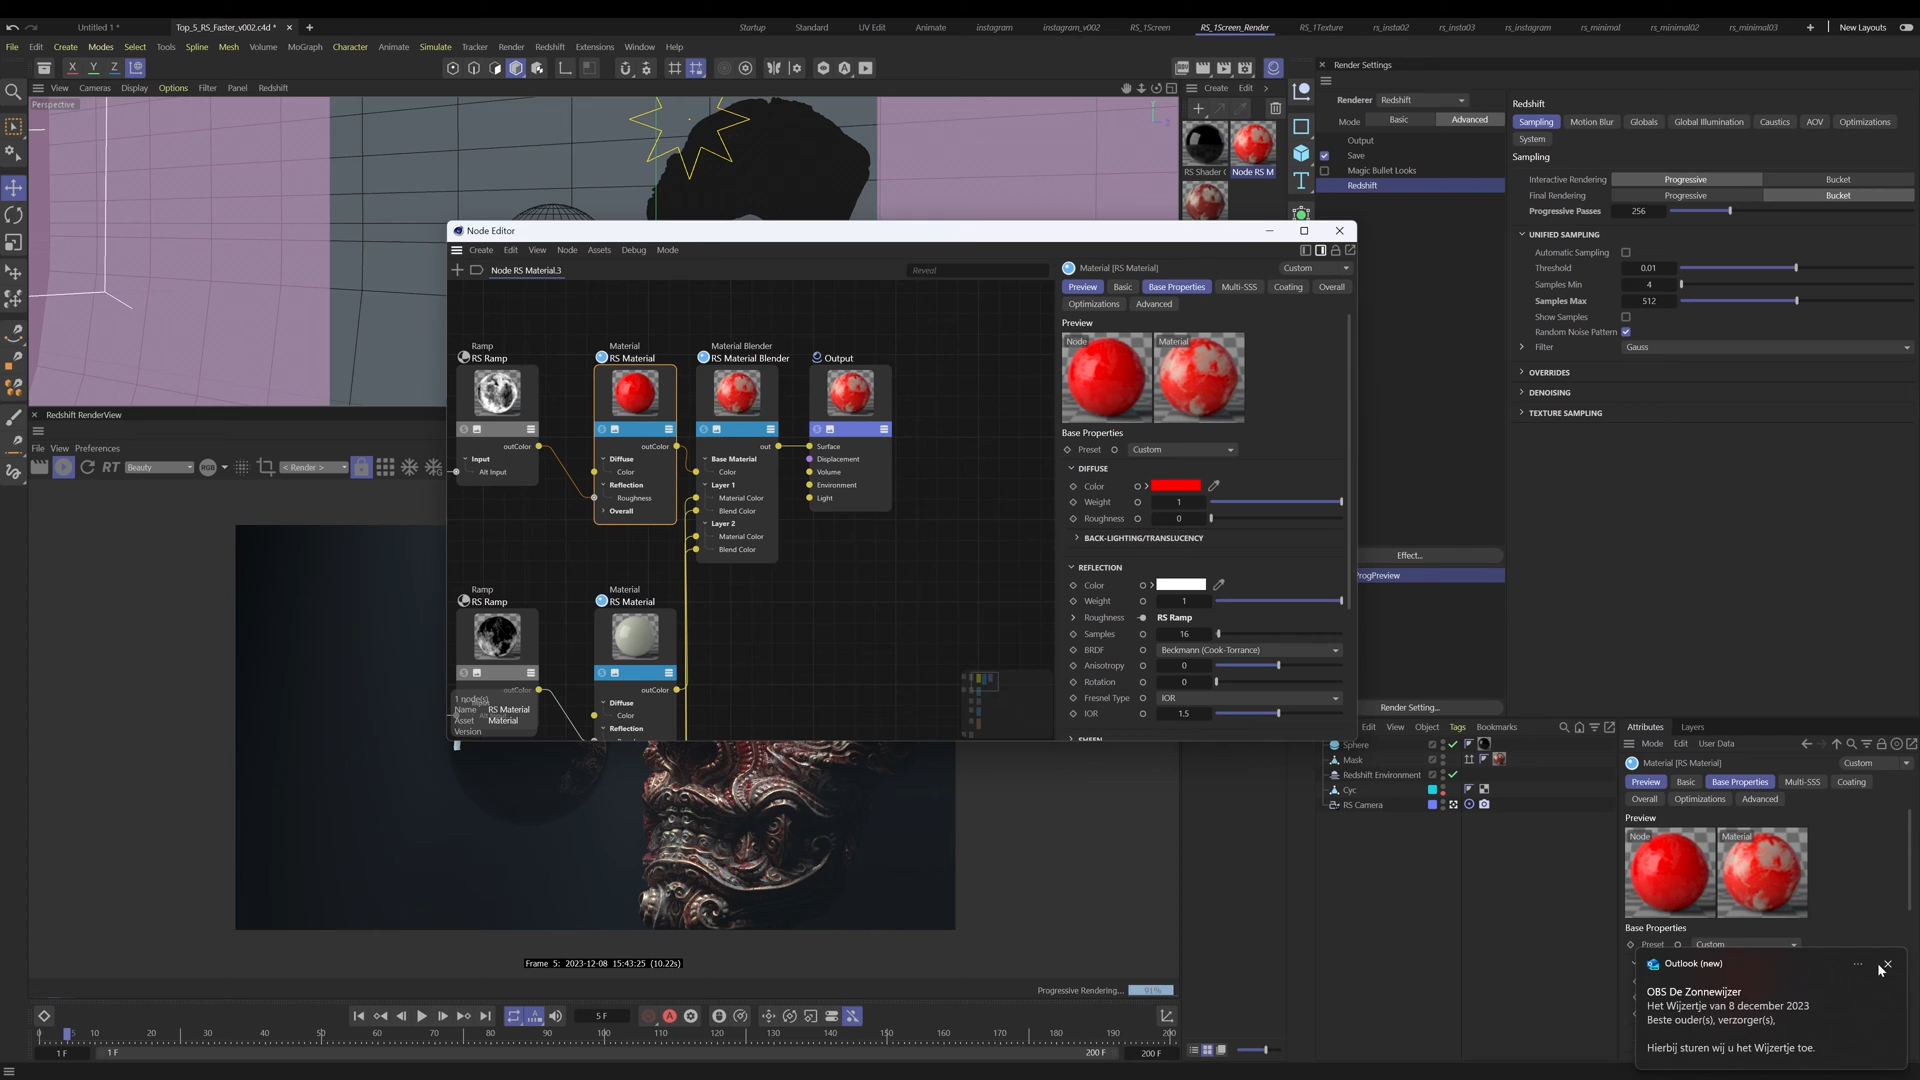 Untitled 1 *
Top_5_RS_Faster_v002.c4d *
Startup
Standard
UV Edit
Animate
instagram
instagram_v002
RS_1Screen
RS_1Screen_Render
RS_1Texture
rs_insta02
rs_insta03
rs_instagram
rs_minimal
rs_minimal02
rs_minimal03
New Layouts
File Edit Create Modes Select Tools Spline Mesh Volume MoGraph Character Animate Simulate Tracker Render Redshift Extensions Window Help
X Y Z
View Cameras Display Options Filter Panel Redshift
Perspective
Create Edit
RS Shader
Node RS M
Render Settings
Renderer Redshift
Mode Basic Advanced
Output
Save
Magic Bullet Looks
Redshift
Effect...
ProgPreview
Render Setting...
Redshift
Sampling Motion Blur Globals Global Illumination Caustics AOV Optimizations
System
Sampling
Interactive Rendering Progressive Bucket
Final Rendering Progressive Bucket
Progressive Passes 256
UNIFIED SAMPLING
Automatic Sampling
Threshold 0.01
Samples Min 4
Samples Max 512
Show Samples
Random Noise Pattern
Filter Gauss
OVERRIDES
DENOISING
TEXTURE SAMPLING
Node Editor
Create Edit View Node Assets Debug Mode
Node RS Material.3
Reveal
Ramp
RS Ramp
outColor
Input
Alt Input
Material
RS Material
outColor
Diffuse
Color
Reflection
Roughness
Overall
Material Blender
RS Material Blender
out
Base Material
Color
Layer 1
Material Color
Blend Color
Layer 2
Material Color
Blend Color
Output
Surface
Displacement
Volume
Environment
Light
Ramp
RS Ramp
outColor
Material
RS Material
outColor
Diffuse
Color
Reflection
1 node(s)
Name RS Material
Asset Material
Version
Material [RS Material]
Custom
Preview Basic Base Properties Multi-SSS Coating Overall
Optimizations Advanced
Preview
Node
Material
Base Properties
Preset Custom
DIFFUSE
Color
Weight 1
Roughness 0
BACK-LIGHTING/TRANSLUCENCY
REFLECTION
Color
Weight 1
Roughness RS Ramp
Samples 16
BRDF Beckmann (Cook-Torrance)
Anisotropy 0
Rotation 0
Fresnel Type IOR
IOR 1.5
SHEEN
Redshift RenderView
File View Preferences
RT Beauty
RGB
< Render >
Frame 5: 2023-12-08 15:43:25 (10.22s)
Progressive Rendering... 91%
Edit View Object Tags Bookmarks
Sphere
Mask
Redshift Environment
Cyc
RS Camera
Attributes Layers
Mode Edit User Data
Material [RS Material]
Custom
Preview Basic Base Properties Multi-SSS Coating
Overall Optimizations Advanced
Preview
Node
Material
Base Properties
Preset Custom
Outlook (new)
OBS De Zonnewijzer
Het Wijzertje van 8 december 2023
Beste ouder(s), verzorger(s),
Hierbij sturen wij u het Wijzertje toe.
5 F
0 10 20 30 40 50 60 70 80 90 100 110 120 130 140 150 160 170 180 190 200
1 F
1 F
200 F
200 F